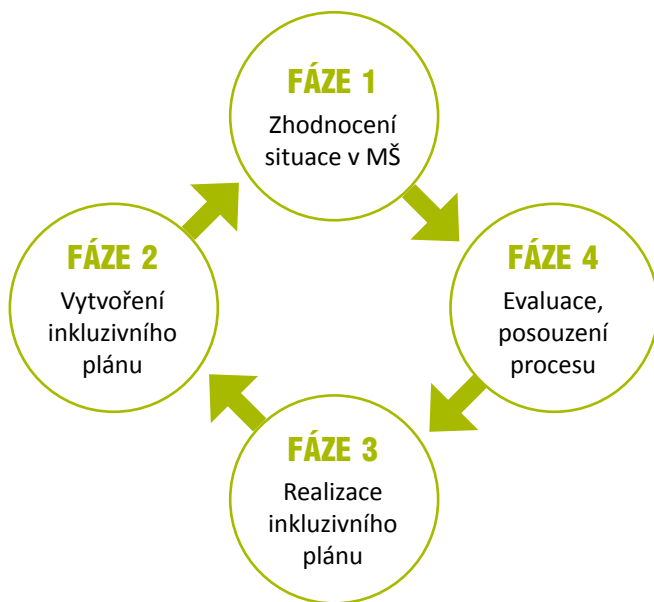 FÁZE 1
Zhodnocení
situace v MŠ
FÁZE 2
Vytvoření
inkluzivního
plánu
FÁZE 4
Evaluace,
posouzení
procesu
FÁZE 3
Realizace
inkluzivního
plánu